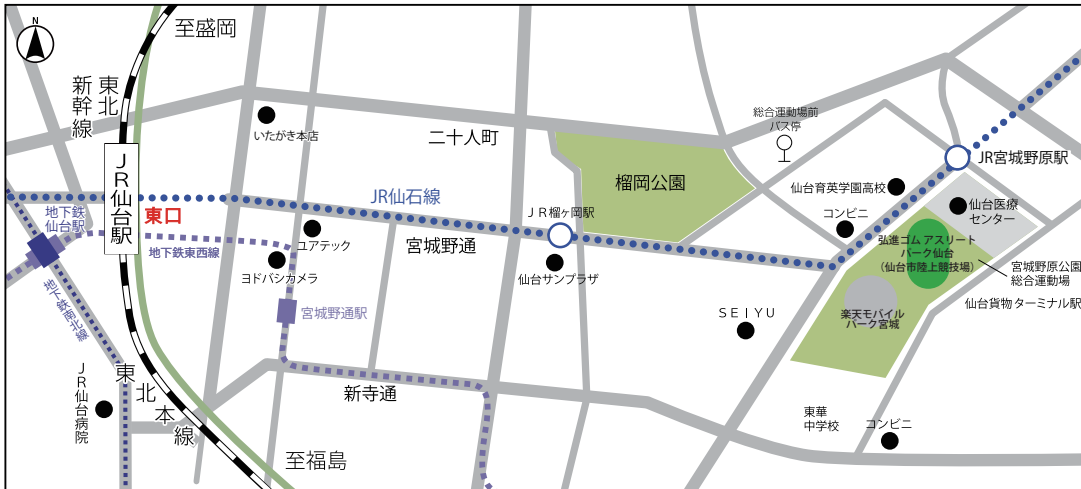 N
至盛岡
東北
新幹線
いたがき本店
二十人町
総合運動場前
バス停
JR宮城野原駅
榴岡公園
仙台育英学園高校
仙台医療
センター
コンビニ
JR仙台駅
東口
地下鉄
仙台駅
地下鉄東西線
JR仙石線
ユアテック
宮城野通
JR榴ヶ岡駅
ヨドバシカメラ
仙台サンプラザ
弘進ゴム アスリート
パーク仙台
(仙台市陸上競技場)
宮城野原公園
総合運動場
仙台貨物ターミナル駅
楽天モバイル
パーク宮城
SEIYU
宮城野通駅
地下鉄南北線
JR仙台病院
東北本線
新寺通
東華
中学校
コンビニ
至福島